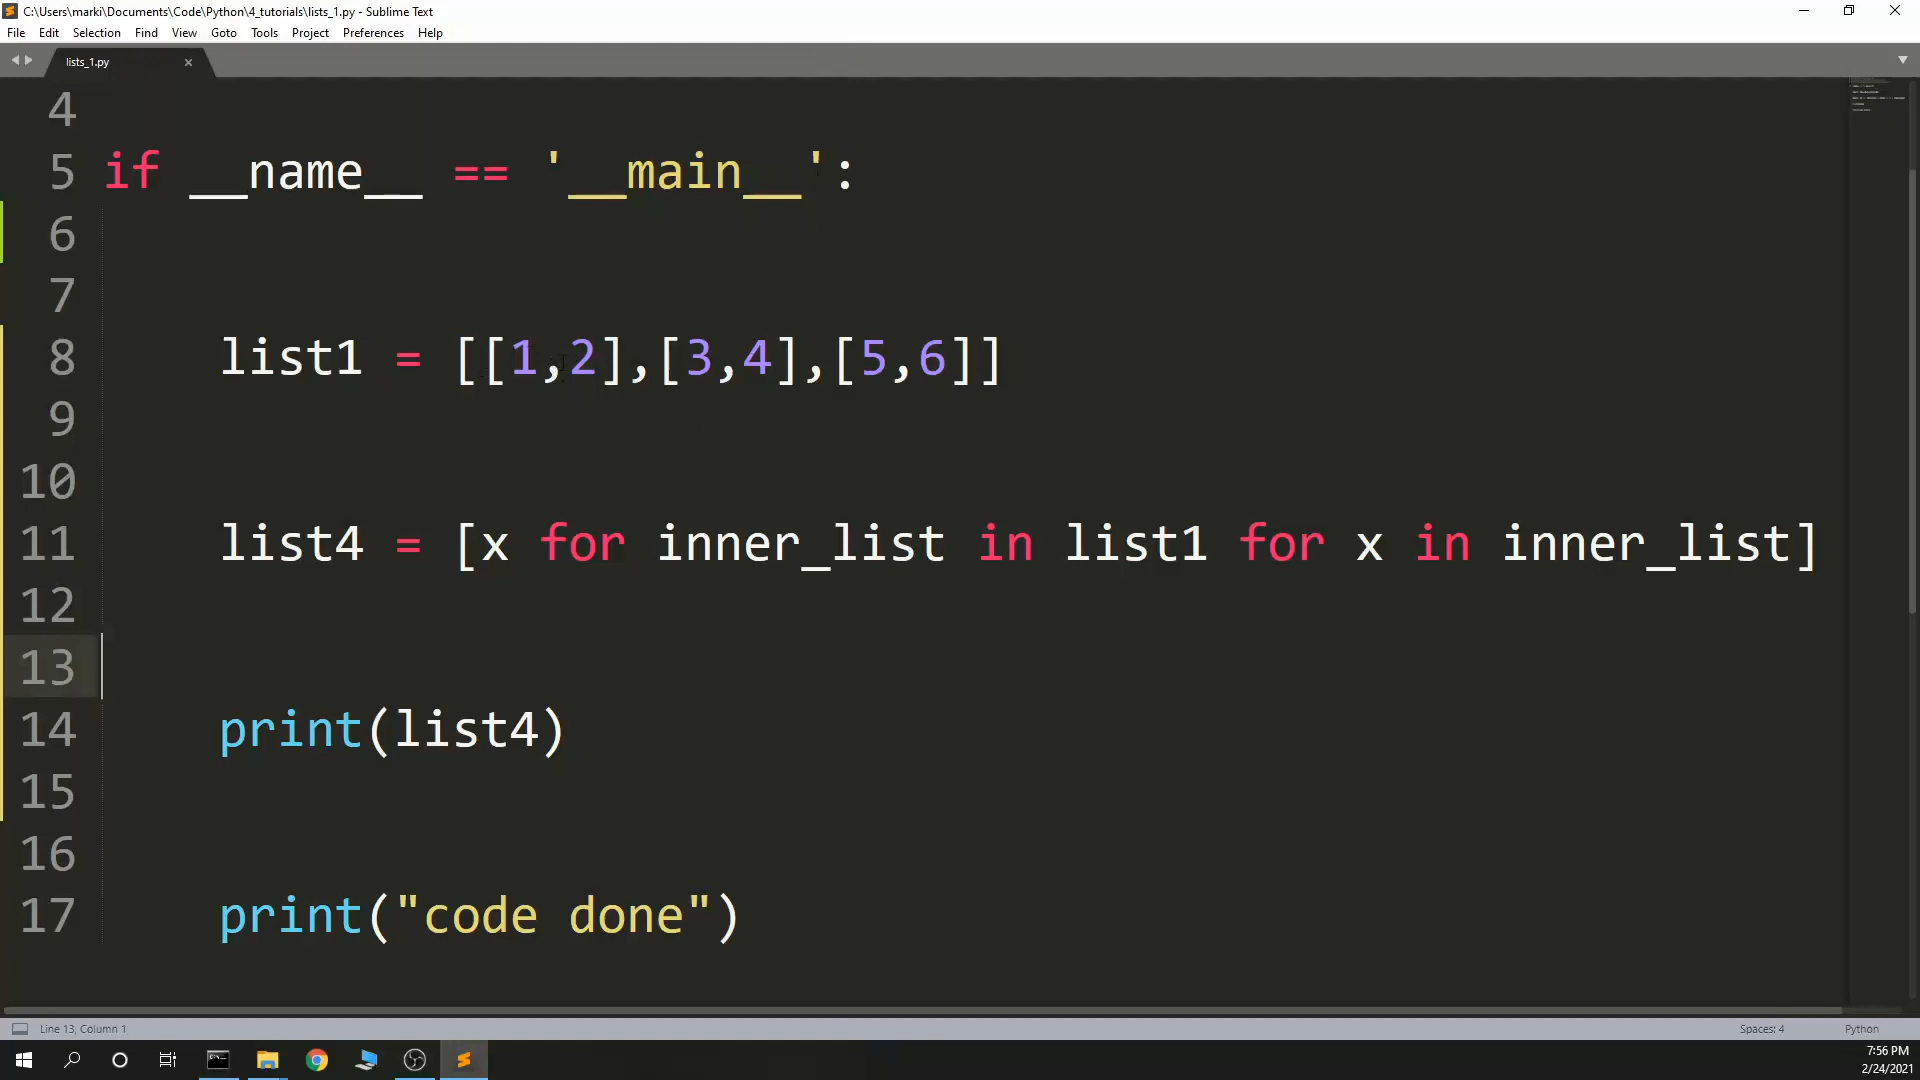 C:\Users\marki\Documents\Code\Python\4_tutorials\lists_1.py - Sublime Text
File Edit Selection Find View Goto Tools Project Preferences Help
lists_1.py
4
5 if __name__ == '__main__':
6
7
8 list1 = [[1,2],[3,4],[5,6]]
9
10
11 list4 = [x for inner_list in list1 for x in inner_list]
12
13
14 print(list4)
15
16
17 print("code done")
Line 13, Column 1 Spaces: 4 Python
7:56 PM
2/24/2021